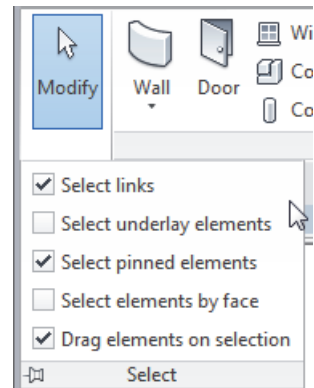 Modify
Wall
Door
Wi
Co
Co
Select links
Select underlay elements
Select pinned elements
Select elements by face
Drag elements on selection
Select